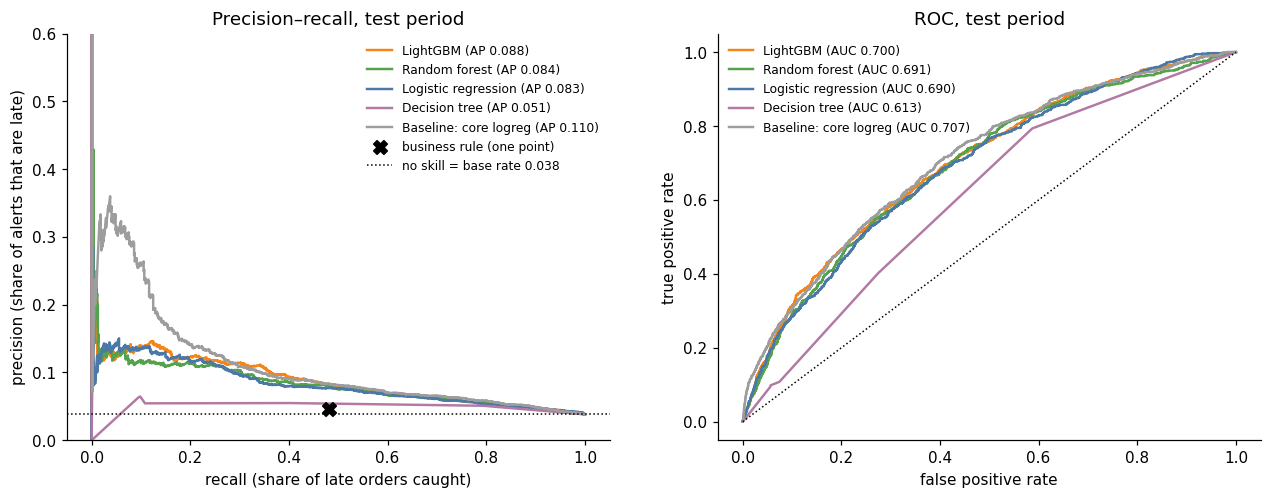 Precision–recall, test period
precision (share of alerts that are late)
0.6
0.5
0.4
0.3
0.2
0.1
0.0
LightGBM (AP 0.088)
Random forest (AP 0.084)
Logistic regression (AP 0.083)
Decision tree (AP 0.051)
Baseline: core logreg (AP 0.110)
business rule (one point)
no skill = base rate 0.038
0.0 0.2 0.4 0.6 0.8 1.0
recall (share of late orders caught)
ROC, test period
true positive rate
1.0
0.8
0.6
0.4
0.2
0.0
LightGBM (AUC 0.700)
Random forest (AUC 0.691)
Logistic regression (AUC 0.690)
Decision tree (AUC 0.613)
Baseline: core logreg (AUC 0.707)
0.0 0.2 0.4 0.6 0.8 1.0
false positive rate